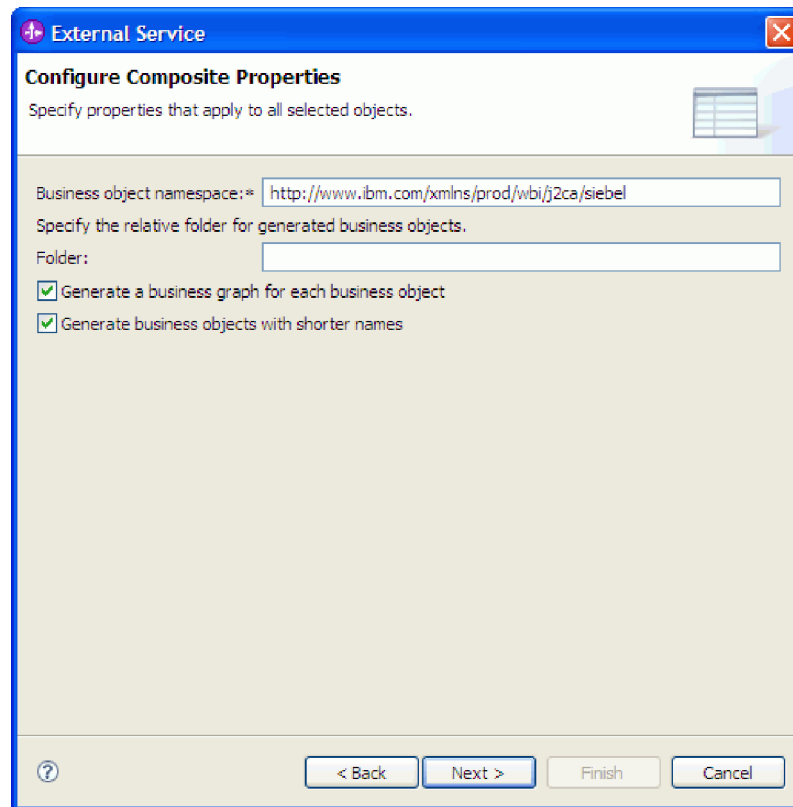 External Service
Configure Composite Properties
Specify properties that apply to all selected objects.
Business object namespace:* http://www.ibm.com/xmlns/prod/wbi/j2ca/siebel
Specify the relative folder for generated business objects.
Folder:
Generate a business graph for each business object
Generate business objects with shorter names
? < Back Next > Finish Cancel